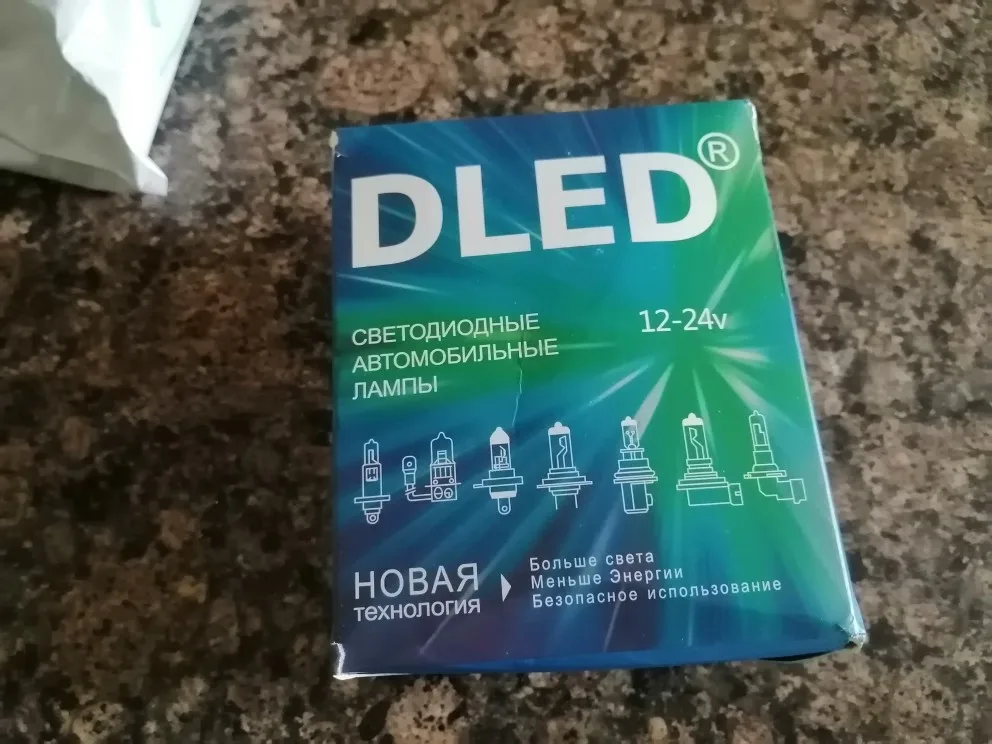 DLED®
СВЕТОДИОДНЫЕ
АВТОМОБИЛЬНЫЕ
ЛАМПЫ
12-24v
НОВАЯ
технология
Больше света
Меньше Энергии
Безопасное использование